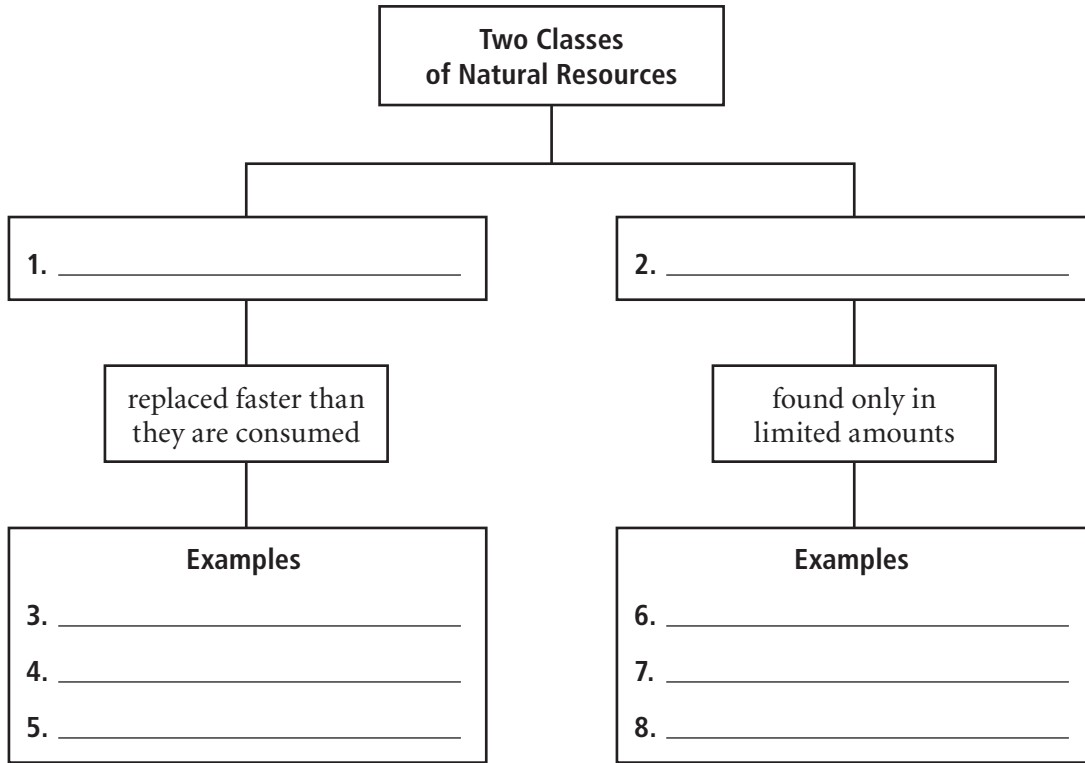 Two Classes
of Natural Resources
1.
2.
replaced faster than
they are consumed
found only in
limited amounts
Examples
3.
4.
5.
Examples
6.
7.
8.